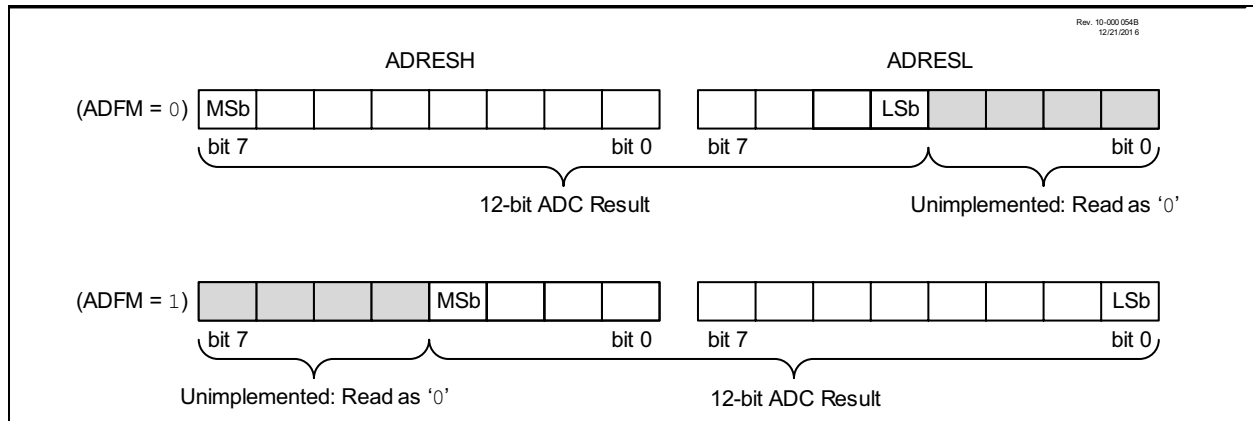 Rev. 10-000 054B
12/21/201 6
ADRESH ADRESL
(ADFM = 0) MSb LSb
bit 7 bit 0 bit 7 bit 0
12-bit ADC Result Unimplemented: Read as ‘0’
(ADFM = 1) MSb LSb
bit 7 bit 0 bit 7 bit 0
Unimplemented: Read as ‘0’ 12-bit ADC Result